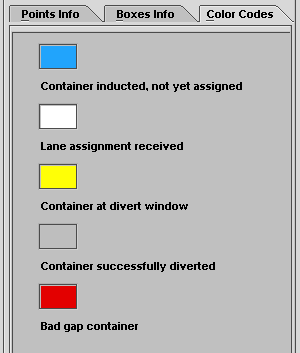 Points Info Boxes Info Color Codes
Container inducted, not yet assigned
Lane assignment received
Container at divert window
Container successfully diverted
Bad gap container